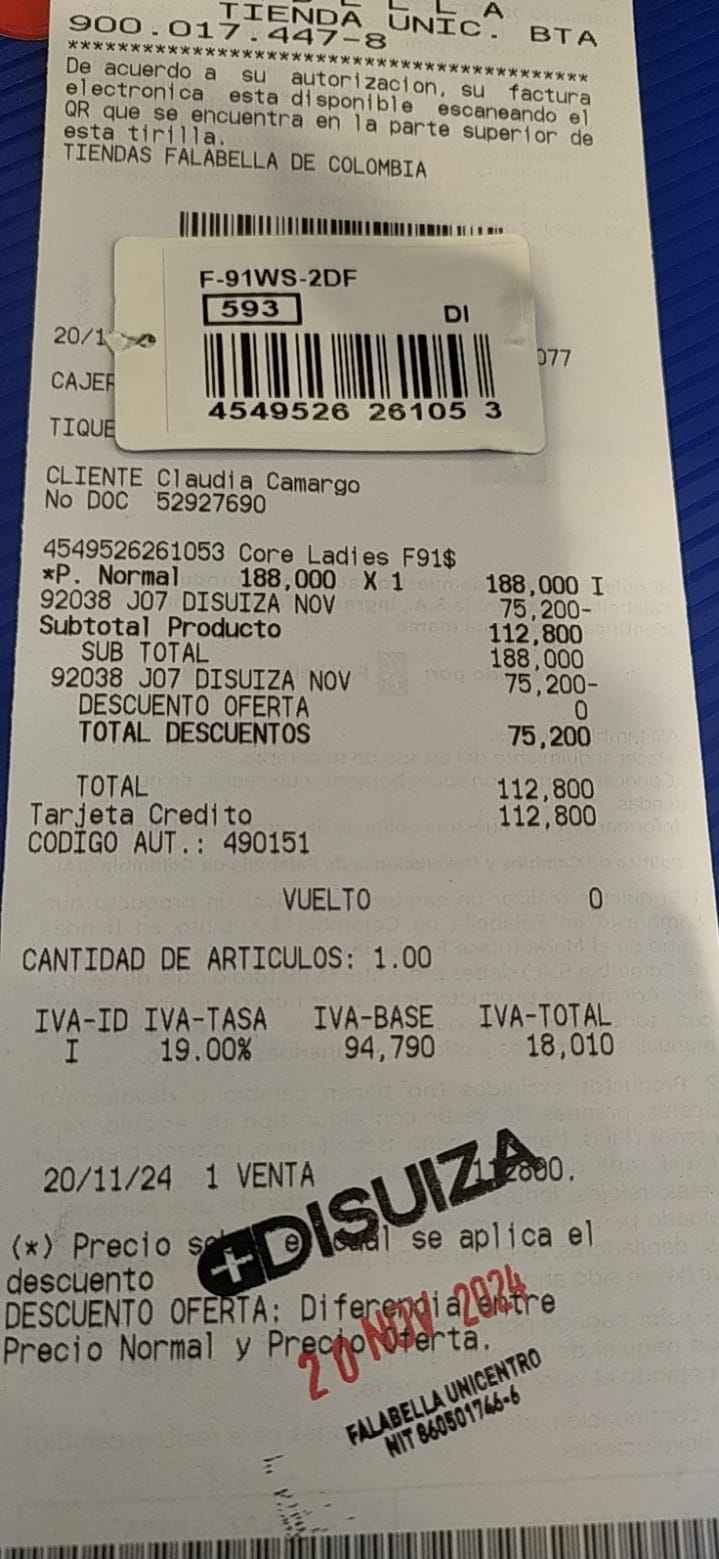 L L A
TIENDA UNIC. BTA
900.017.447-8
******************************************
De acuerdo a su autorizacion, su factura
electronica esta disponible escaneando el
QR que se encuentra en la parte superior de
esta tirilla.
TIENDAS FALABELLA DE COLOMBIA
F-91WS-2DF
593 DI
4549526 26105 3
20/1
077
CAJER
TIQUE
CLIENTE Claudia Camargo
No DOC 52927690
4549526261053 Core Ladies F91$
*P. Normal 188,000 X 1 188,000 I
92038 J07 DISUIZA NOV 75,200-
Subtotal Producto 112,800
SUB TOTAL 188,000
92038 J07 DISUIZA NOV 75,200-
DESCUENTO OFERTA 0
TOTAL DESCUENTOS 75,200
TOTAL 112,800
Tarjeta Credito 112,800
CODIGO AUT.: 490151
VUELTO 0
CANTIDAD DE ARTICULOS: 1.00
IVA-ID IVA-TASA IVA-BASE IVA-TOTAL
I 19.00% 94,790 18,010
20/11/24 1 VENTA 112800.
+DISUIZA
(*) Precio se aplica el
descuento
DESCUENTO OFERTA: Diferencia entre
Precio Normal y Precio Oferta.
20 NOV 2024
FALABELLA UNICENTRO
NIT 860501746-6